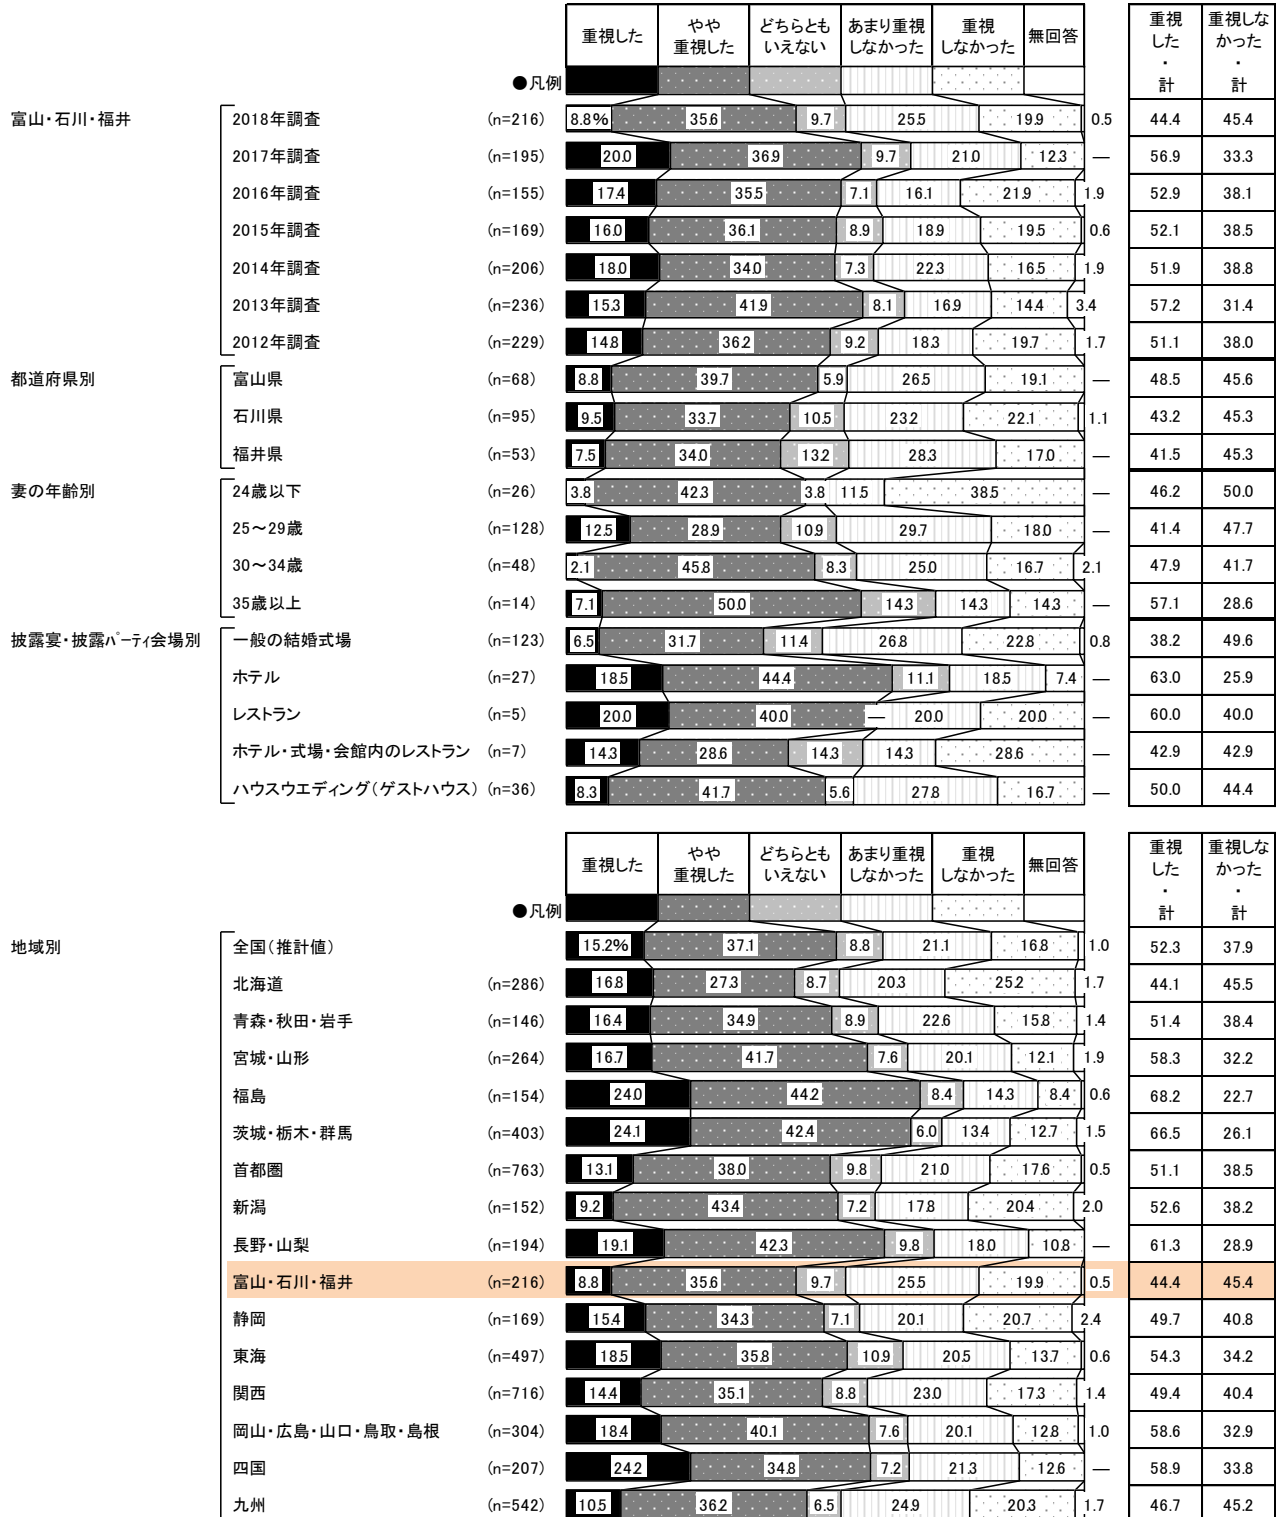 重視した やや重視した どちらともいえない あまり重視しなかった 重視しなかった 無回答 重視した・計 重視しなかった・計
●凡例
富山・石川・福井 2018年調査 (n=216) 8.8% 35.6 9.7 25.5 19.9 0.5 44.4 45.4
2017年調査 (n=195) 20.0 36.9 9.7 21.0 12.3 — 56.9 33.3
2016年調査 (n=155) 17.4 35.5 7.1 16.1 21.9 1.9 52.9 38.1
2015年調査 (n=169) 16.0 36.1 8.9 18.9 19.5 0.6 52.1 38.5
2014年調査 (n=206) 18.0 34.0 7.3 22.3 16.5 1.9 51.9 38.8
2013年調査 (n=236) 15.3 41.9 8.1 16.9 14.4 3.4 57.2 31.4
2012年調査 (n=229) 14.8 36.2 9.2 18.3 19.7 1.7 51.1 38.0
都道府県別 富山県 (n=68) 8.8 39.7 5.9 26.5 19.1 — 48.5 45.6
石川県 (n=95) 9.5 33.7 10.5 23.2 22.1 1.1 43.2 45.3
福井県 (n=53) 7.5 34.0 13.2 28.3 17.0 — 41.5 45.3
妻の年齢別 24歳以下 (n=26) 3.8 42.3 3.8 11.5 38.5 — 46.2 50.0
25～29歳 (n=128) 12.5 28.9 10.9 29.7 18.0 — 41.4 47.7
30～34歳 (n=48) 2.1 45.8 8.3 25.0 16.7 2.1 47.9 41.7
35歳以上 (n=14) 7.1 50.0 14.3 14.3 14.3 — 57.1 28.6
披露宴・披露ﾊﾟｰﾃｨ会場別 一般の結婚式場 (n=123) 6.5 31.7 11.4 26.8 22.8 0.8 38.2 49.6
ホテル (n=27) 18.5 44.4 11.1 18.5 7.4 — 63.0 25.9
レストラン (n=5) 20.0 40.0 — 20.0 20.0 — 60.0 40.0
ホテル・式場・会館内のレストラン (n=7) 14.3 28.6 14.3 14.3 28.6 — 42.9 42.9
ハウスウエディング（ゲストハウス） (n=36) 8.3 41.7 5.6 27.8 16.7 — 50.0 44.4
重視した やや重視した どちらともいえない あまり重視しなかった 重視しなかった 無回答 重視した・計 重視しなかった・計
●凡例
地域別 全国（推計値） 15.2% 37.1 8.8 21.1 16.8 1.0 52.3 37.9
北海道 (n=286) 16.8 27.3 8.7 20.3 25.2 1.7 44.1 45.5
青森・秋田・岩手 (n=146) 16.4 34.9 8.9 22.6 15.8 1.4 51.4 38.4
宮城・山形 (n=264) 16.7 41.7 7.6 20.1 12.1 1.9 58.3 32.2
福島 (n=154) 24.0 44.2 8.4 14.3 8.4 0.6 68.2 22.7
茨城・栃木・群馬 (n=403) 24.1 42.4 6.0 13.4 12.7 1.5 66.5 26.1
首都圏 (n=763) 13.1 38.0 9.8 21.0 17.6 0.5 51.1 38.5
新潟 (n=152) 9.2 43.4 7.2 17.8 20.4 2.0 52.6 38.2
長野・山梨 (n=194) 19.1 42.3 9.8 18.0 10.8 — 61.3 28.9
富山・石川・福井 (n=216) 8.8 35.6 9.7 25.5 19.9 0.5 44.4 45.4
静岡 (n=169) 15.4 34.3 7.1 20.1 20.7 2.4 49.7 40.8
東海 (n=497) 18.5 35.8 10.9 20.5 13.7 0.6 54.3 34.2
関西 (n=716) 14.4 35.1 8.8 23.0 17.3 1.4 49.4 40.4
岡山・広島・山口・鳥取・島根 (n=304) 18.4 40.1 7.6 20.1 12.8 1.0 58.6 32.9
四国 (n=207) 24.2 34.8 7.2 21.3 12.6 — 58.9 33.8
九州 (n=542) 10.5 36.2 6.5 24.9 20.3 1.7 46.7 45.2